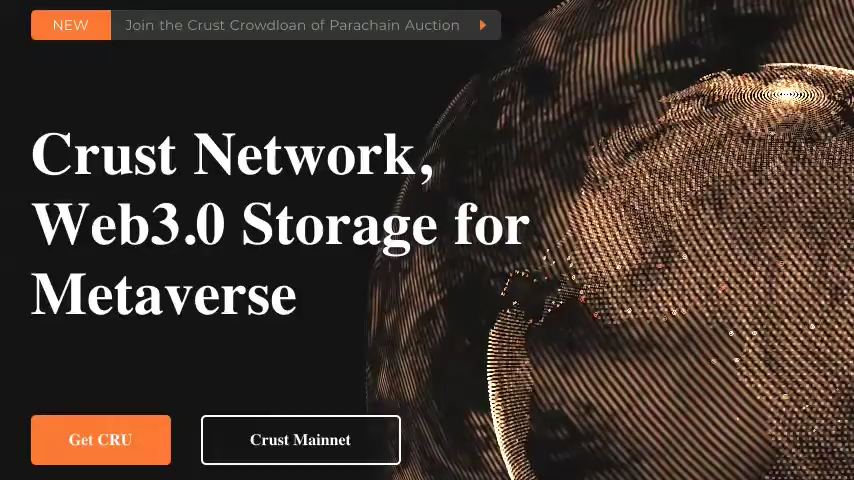 NEW Join the Crust Crowdloan of Parachain Auction
Crust Network,
Web3.0 Storage for
Metaverse
Get CRU Crust Mainnet